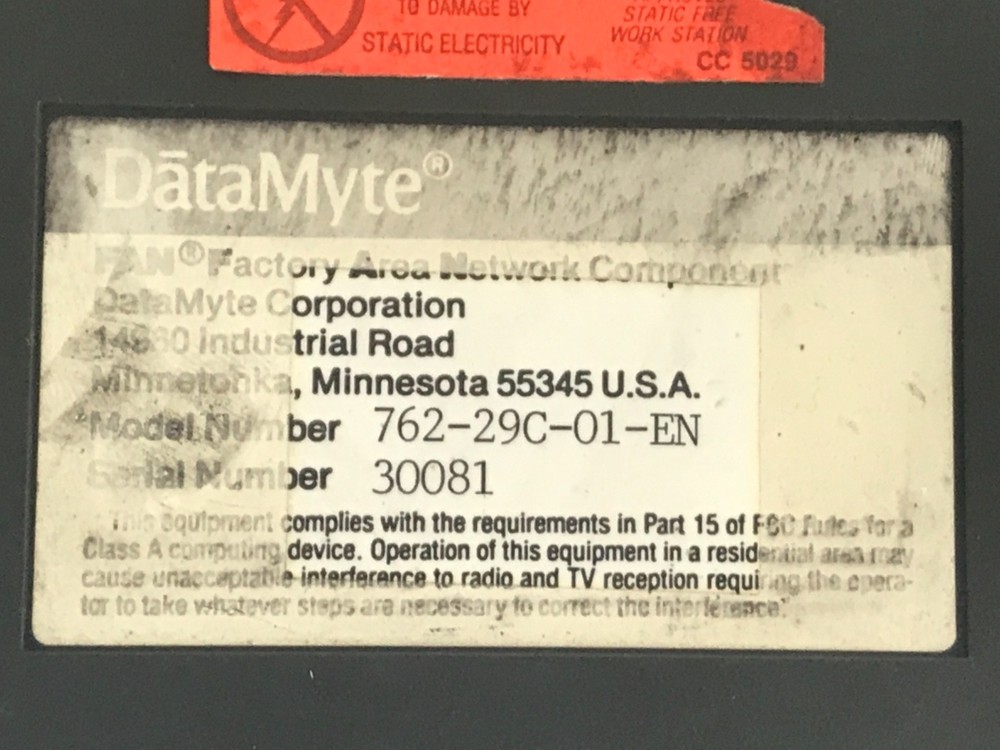 TO DAMAGE BY
STATIC ELECTRICITY
STATIC FREE
WORK STATION
CC 5029
DātaMyte®
FAN® Factory Area Network Component
DataMyte Corporation
14960 Industrial Road
Minnetonka, Minnesota 55345 U.S.A.
Model Number 762-29C-01-EN
Serial Number 30081
This equipment complies with the requirements in Part 15 of FCC Rules for a
Class A computing device. Operation of this equipment in a residential area may
cause unacceptable interference to radio and TV reception requiring the opera-
tor to take whatever steps are necessary to correct the interference.